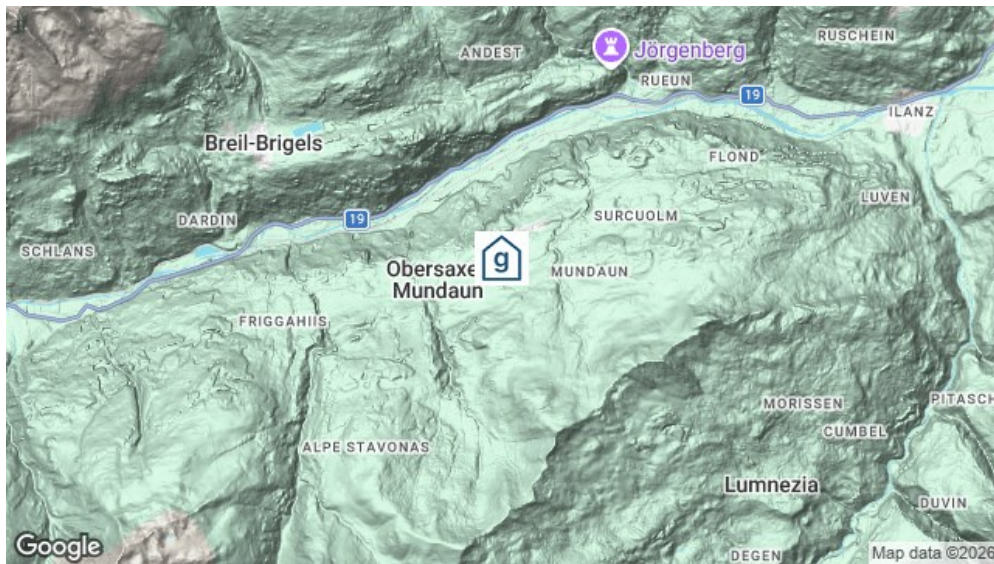 ANDEST
RUSCHEIN
Jörgenberg
RUEUN
19
ILANZ
Breil-Brigels
FLOND
LUVEN
DARDIN
19
SURCUOLM
SCHLANS
g
Obersaxe
Mundaun
MUNDAUN
FRIGGAHIIS
PITASCH
MORISSEN
CUMBEL
ALPE STAVONAS
Lumnezia
DUVIN
Google
DEGEN
Map data ©2026